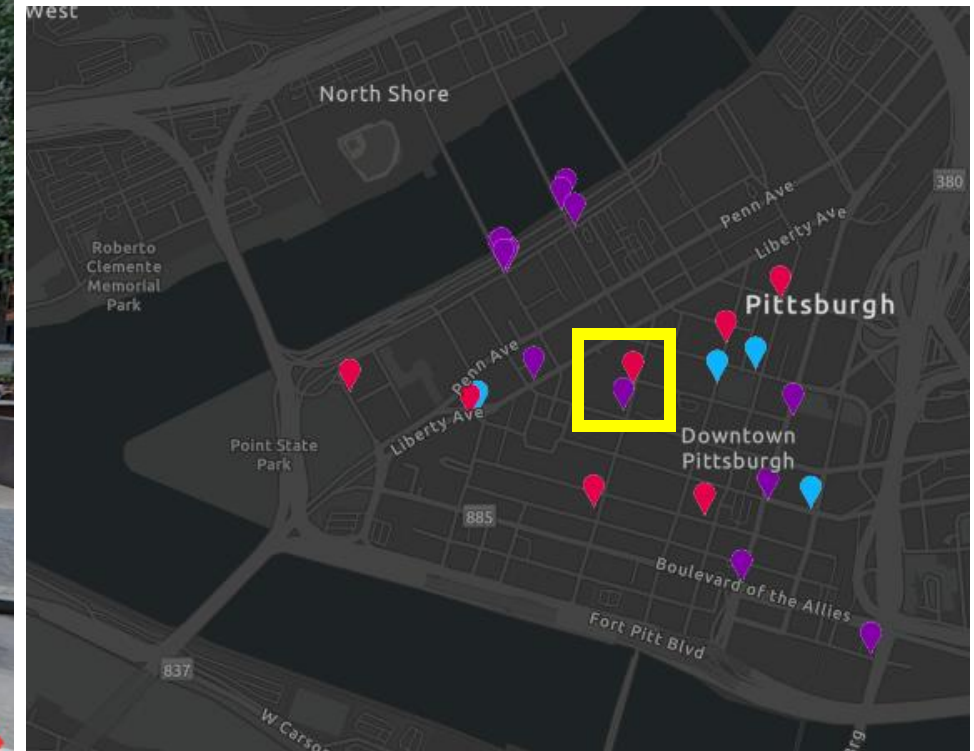 West
North Shore
380
Penn Ave
Liberty Ave
Roberto
Clemente
Memorial
Park
Pittsburgh
Penn Ave
Liberty Ave
Point State
Park
Downtown
Pittsburgh
885
Boulevard of the Allies
Fort Pitt Blvd
837
W Carso